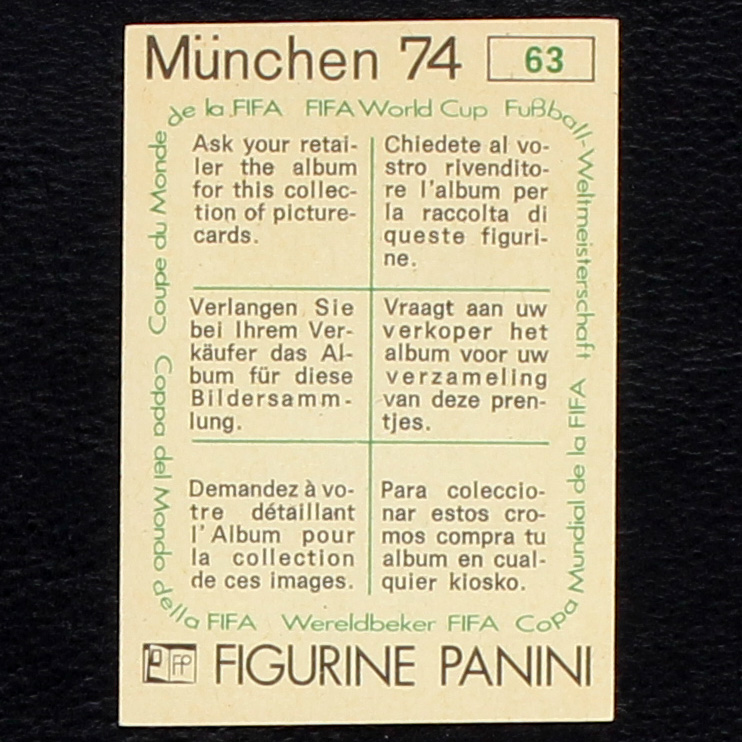 München 74 63
de la FIFA FIFA World Cup Fußball-Weltmeisterschaft
Ask your retai-
ler the album
for this collec-
tion of picture-
cards.
Chiedete al vo-
stro rivendito-
re l'album per
la raccolta di
queste figuri-
ne.
Verlangen Sie
bei Ihrem Ver-
käufer das Al-
bum für diese
Bildersamm-
lung.
Vraagt aan uw
verkoper het
album voor uw
verzameling
van deze pren-
tjes.
Demandez à vo-
tre détaillant
l'Album pour
la collection
de ces images.
Para coleccio-
nar estos cro-
mos compra tu
album en cual-
quier kiosko.
Copa Mundial de la FIFA
Wereldbeker FIFA
Coppa del Mondo della FIFA
Coupe du Monde
P FP FIGURINE PANINI